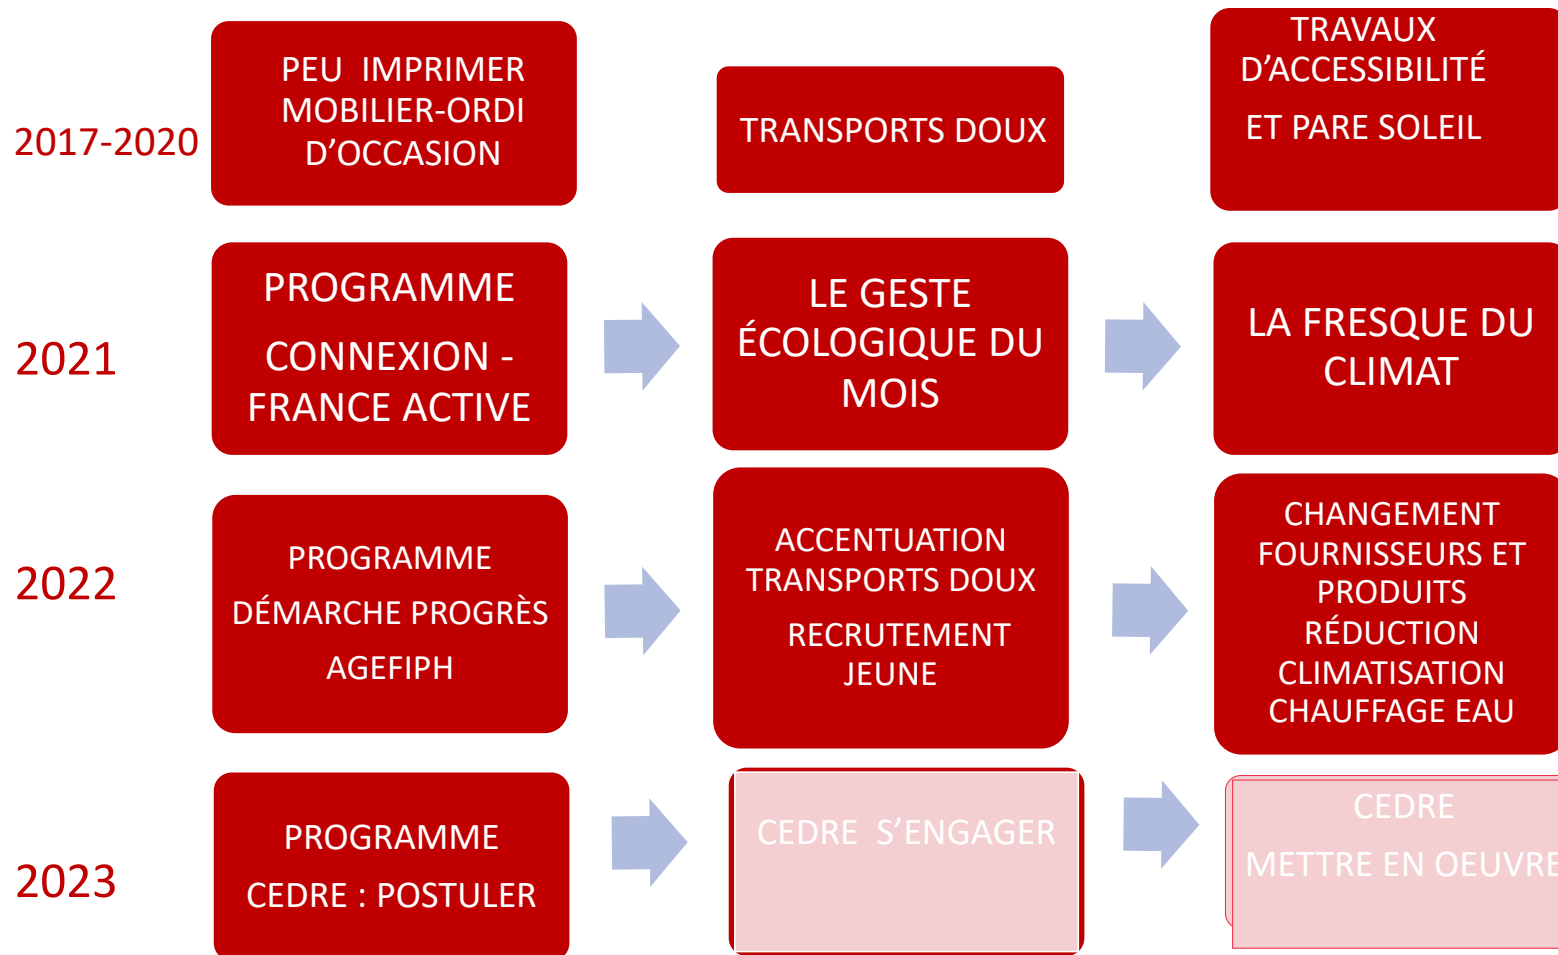 2017-2020
PEU IMPRIMER
MOBILIER-ORDI
D’OCCASION
TRANSPORTS DOUX
TRAVAUX
D’ACCESSIBILITÉ
ET PARE SOLEIL
2021
PROGRAMME
CONNEXION -
FRANCE ACTIVE
LE GESTE
ÉCOLOGIQUE DU
MOIS
LA FRESQUE DU
CLIMAT
2022
PROGRAMME
DÉMARCHE PROGRÈS
AGEFIPH
ACCENTUATION
TRANSPORTS DOUX
RECRUTEMENT
JEUNE
CHANGEMENT
FOURNISSEURS ET
PRODUITS
RÉDUCTION
CLIMATISATION
CHAUFFAGE EAU
2023
PROGRAMME
CEDRE : POSTULER
CEDRE S’ENGAGER
CEDRE
METTRE EN OEUVRE